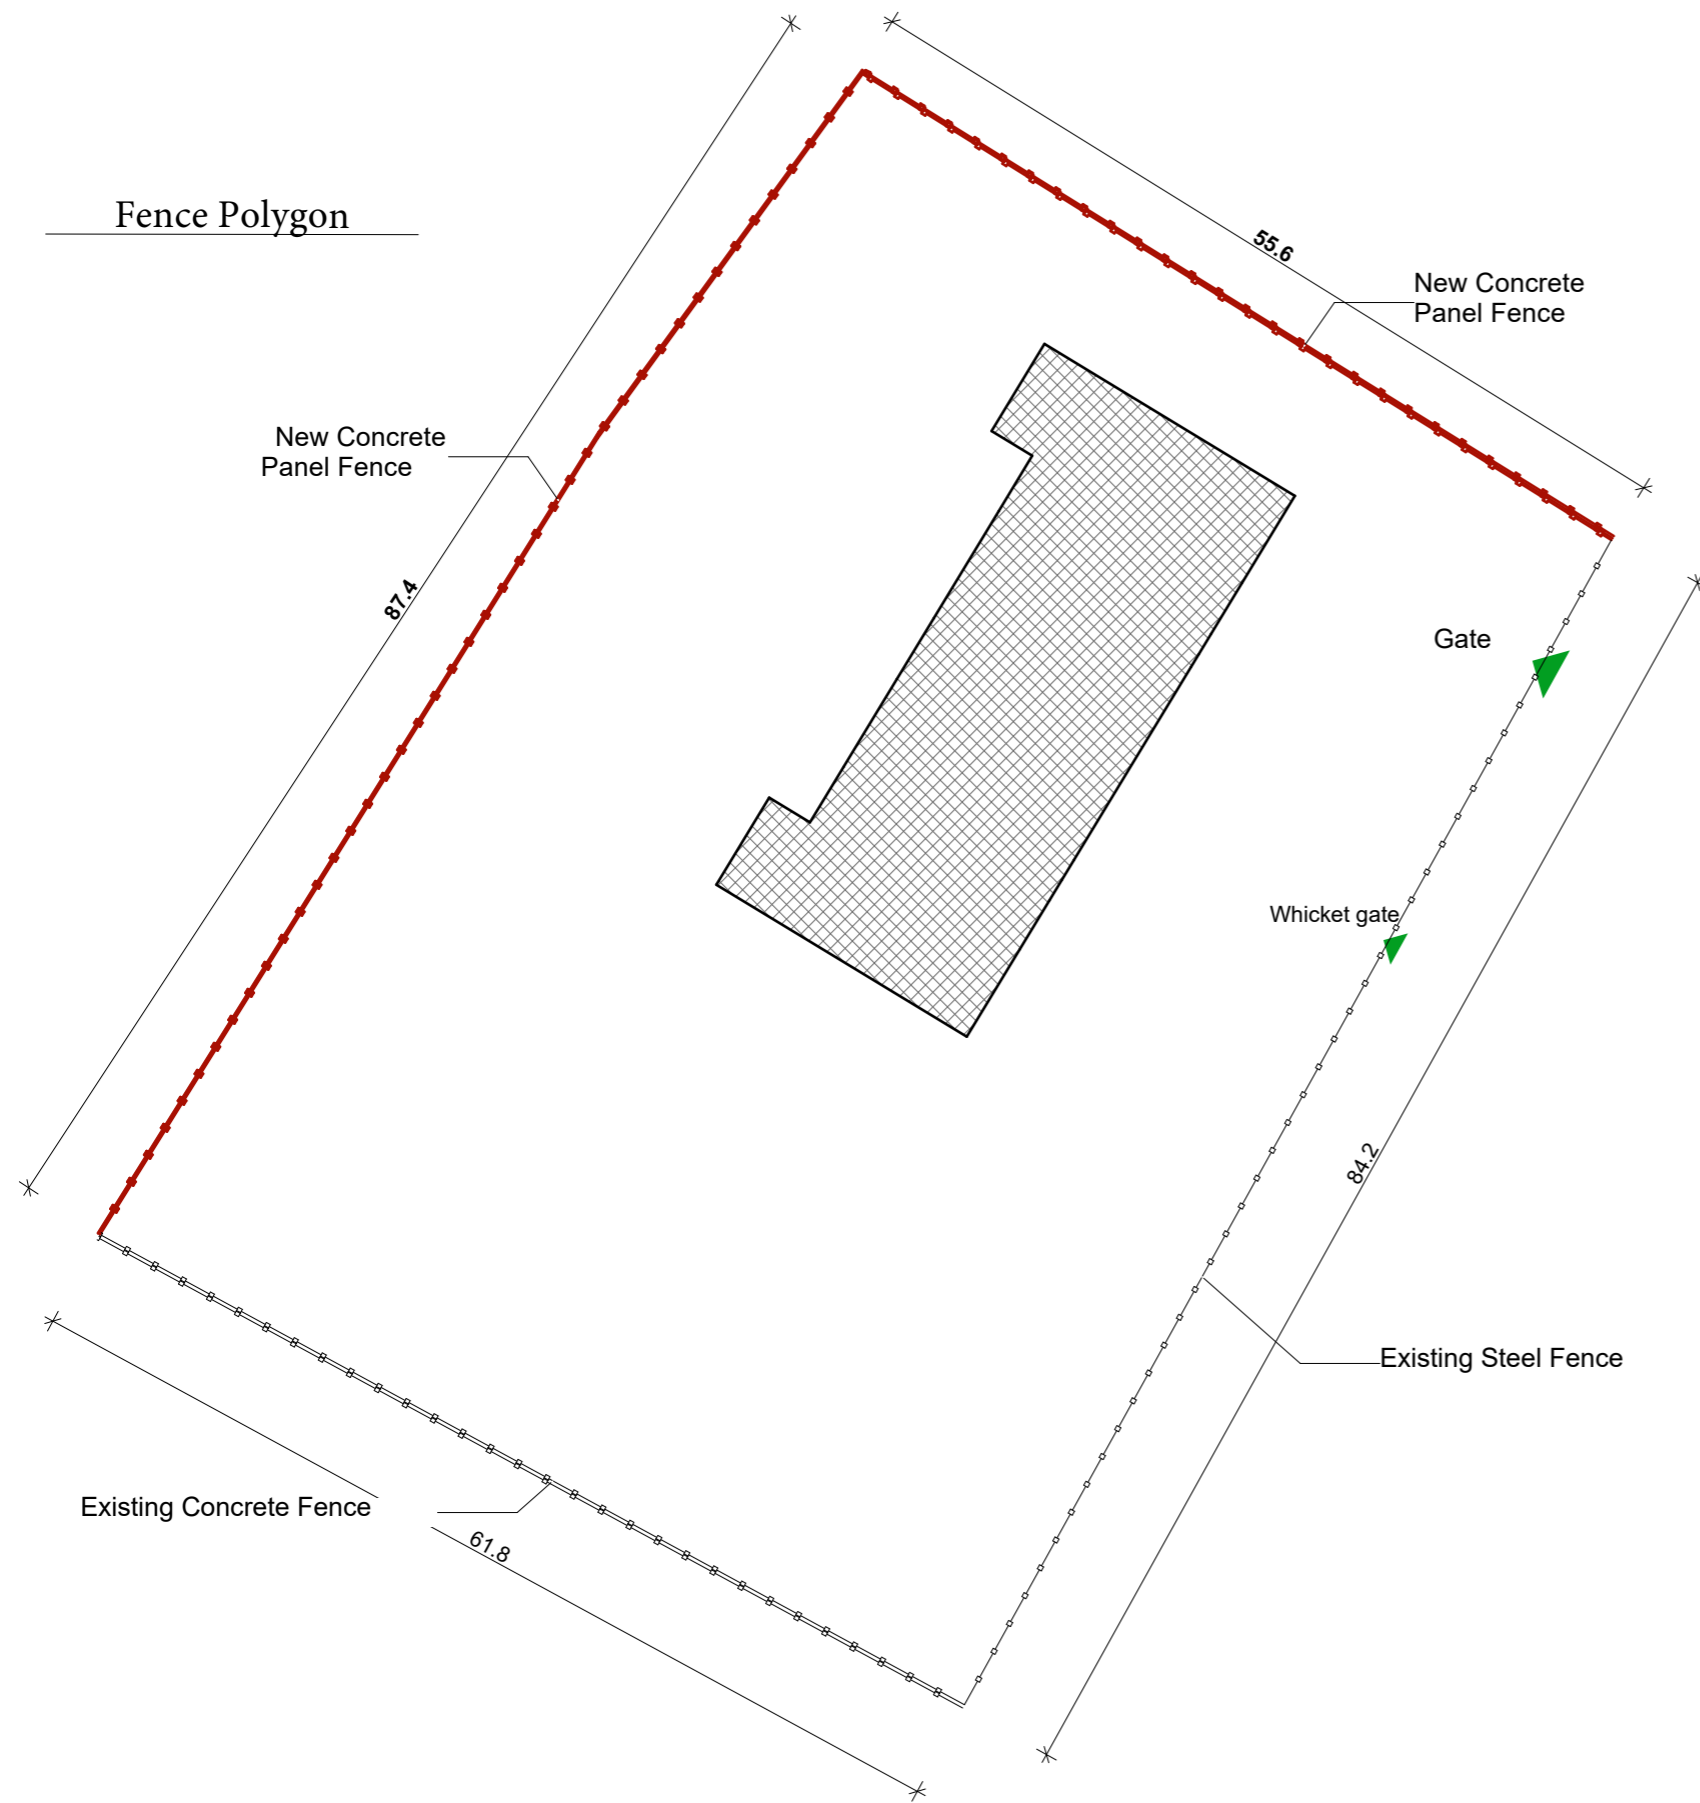 Fence Polygon
55.6
New Concrete
Panel Fence
New Concrete
Panel Fence
87.4
Gate
Whicket gate
84.2
Existing Steel Fence
Existing Concrete Fence
61.8